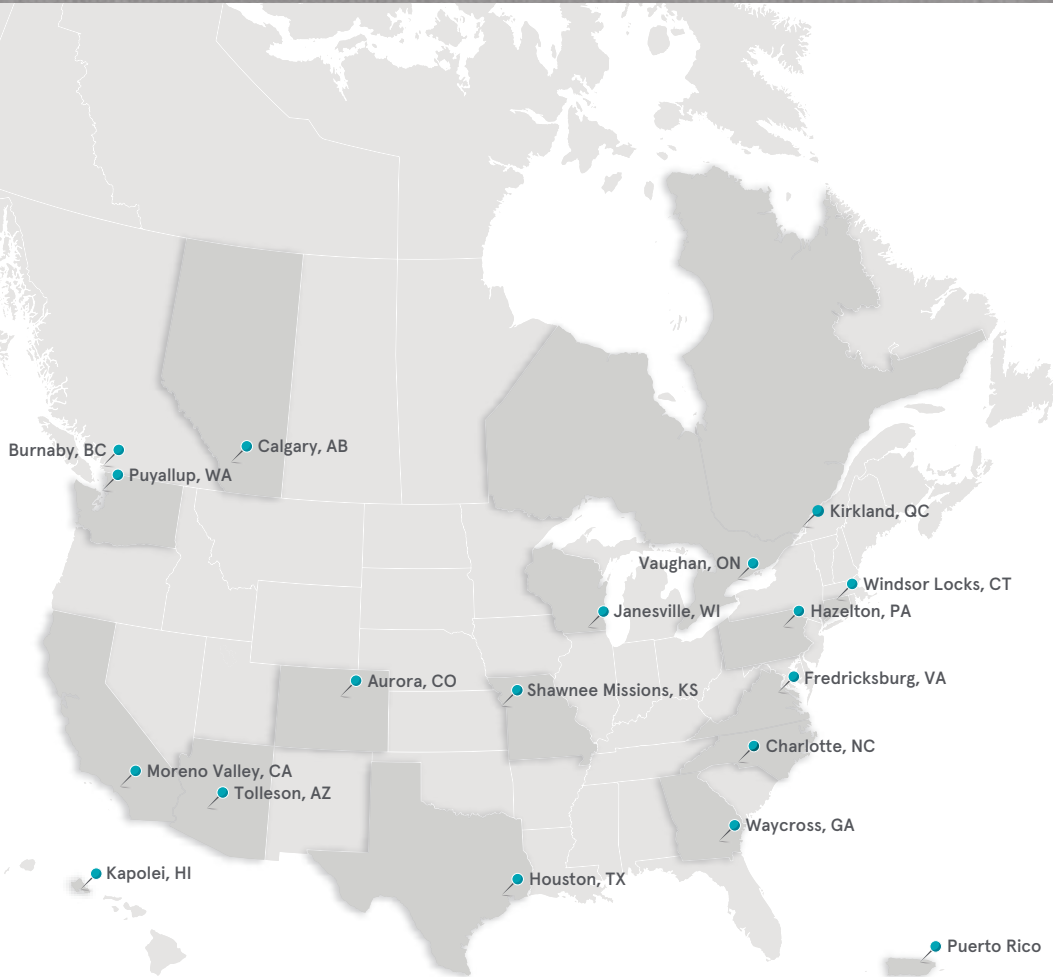 Burnaby, BC
Calgary, AB
Puyallup, WA
Kirkland, QC
Vaughan, ON
Windsor Locks, CT
Janesville, WI
Hazelton, PA
Aurora, CO
Shawnee Missions, KS
Fredricksburg, VA
Charlotte, NC
Moreno Valley, CA
Tolleson, AZ
Waycross, GA
Kapolei, HI
Houston, TX
Puerto Rico